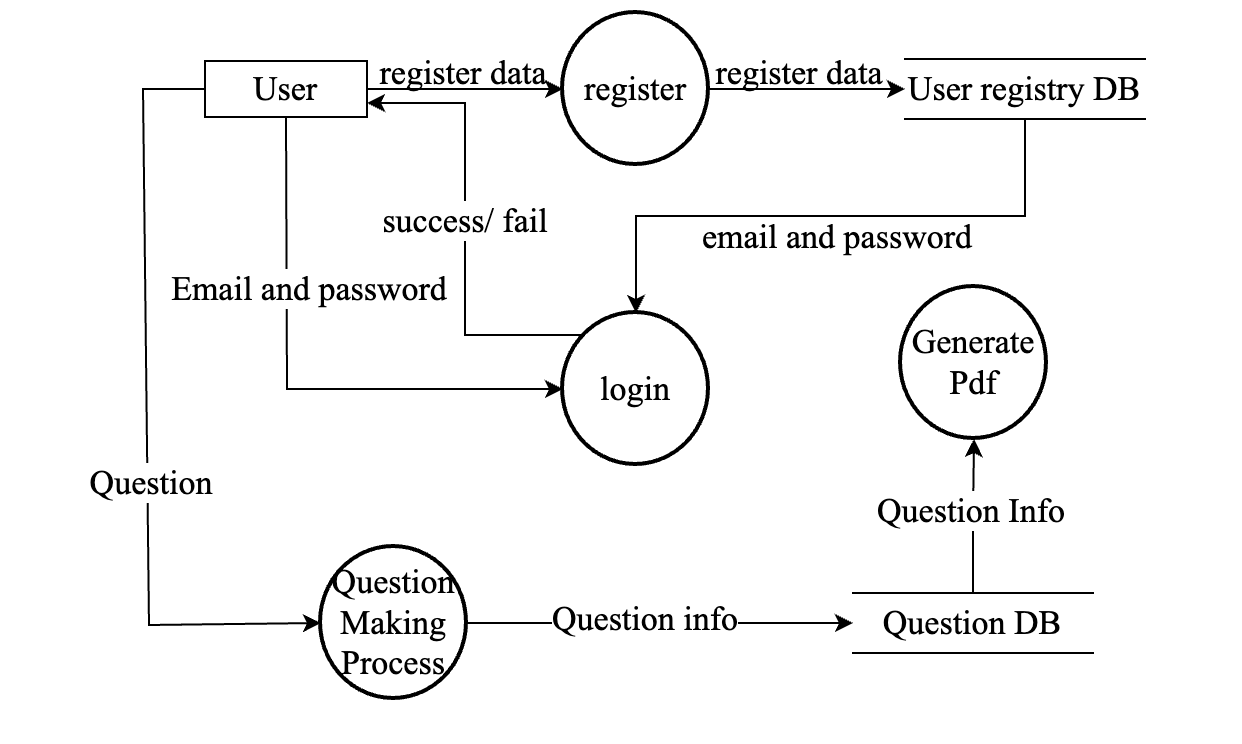 User
register data
register
register data
User registry DB
success/ fail
email and password
Email and password
Generate
Pdf
login
Question
Question Info
Question
Making
Process
Question info
Question DB